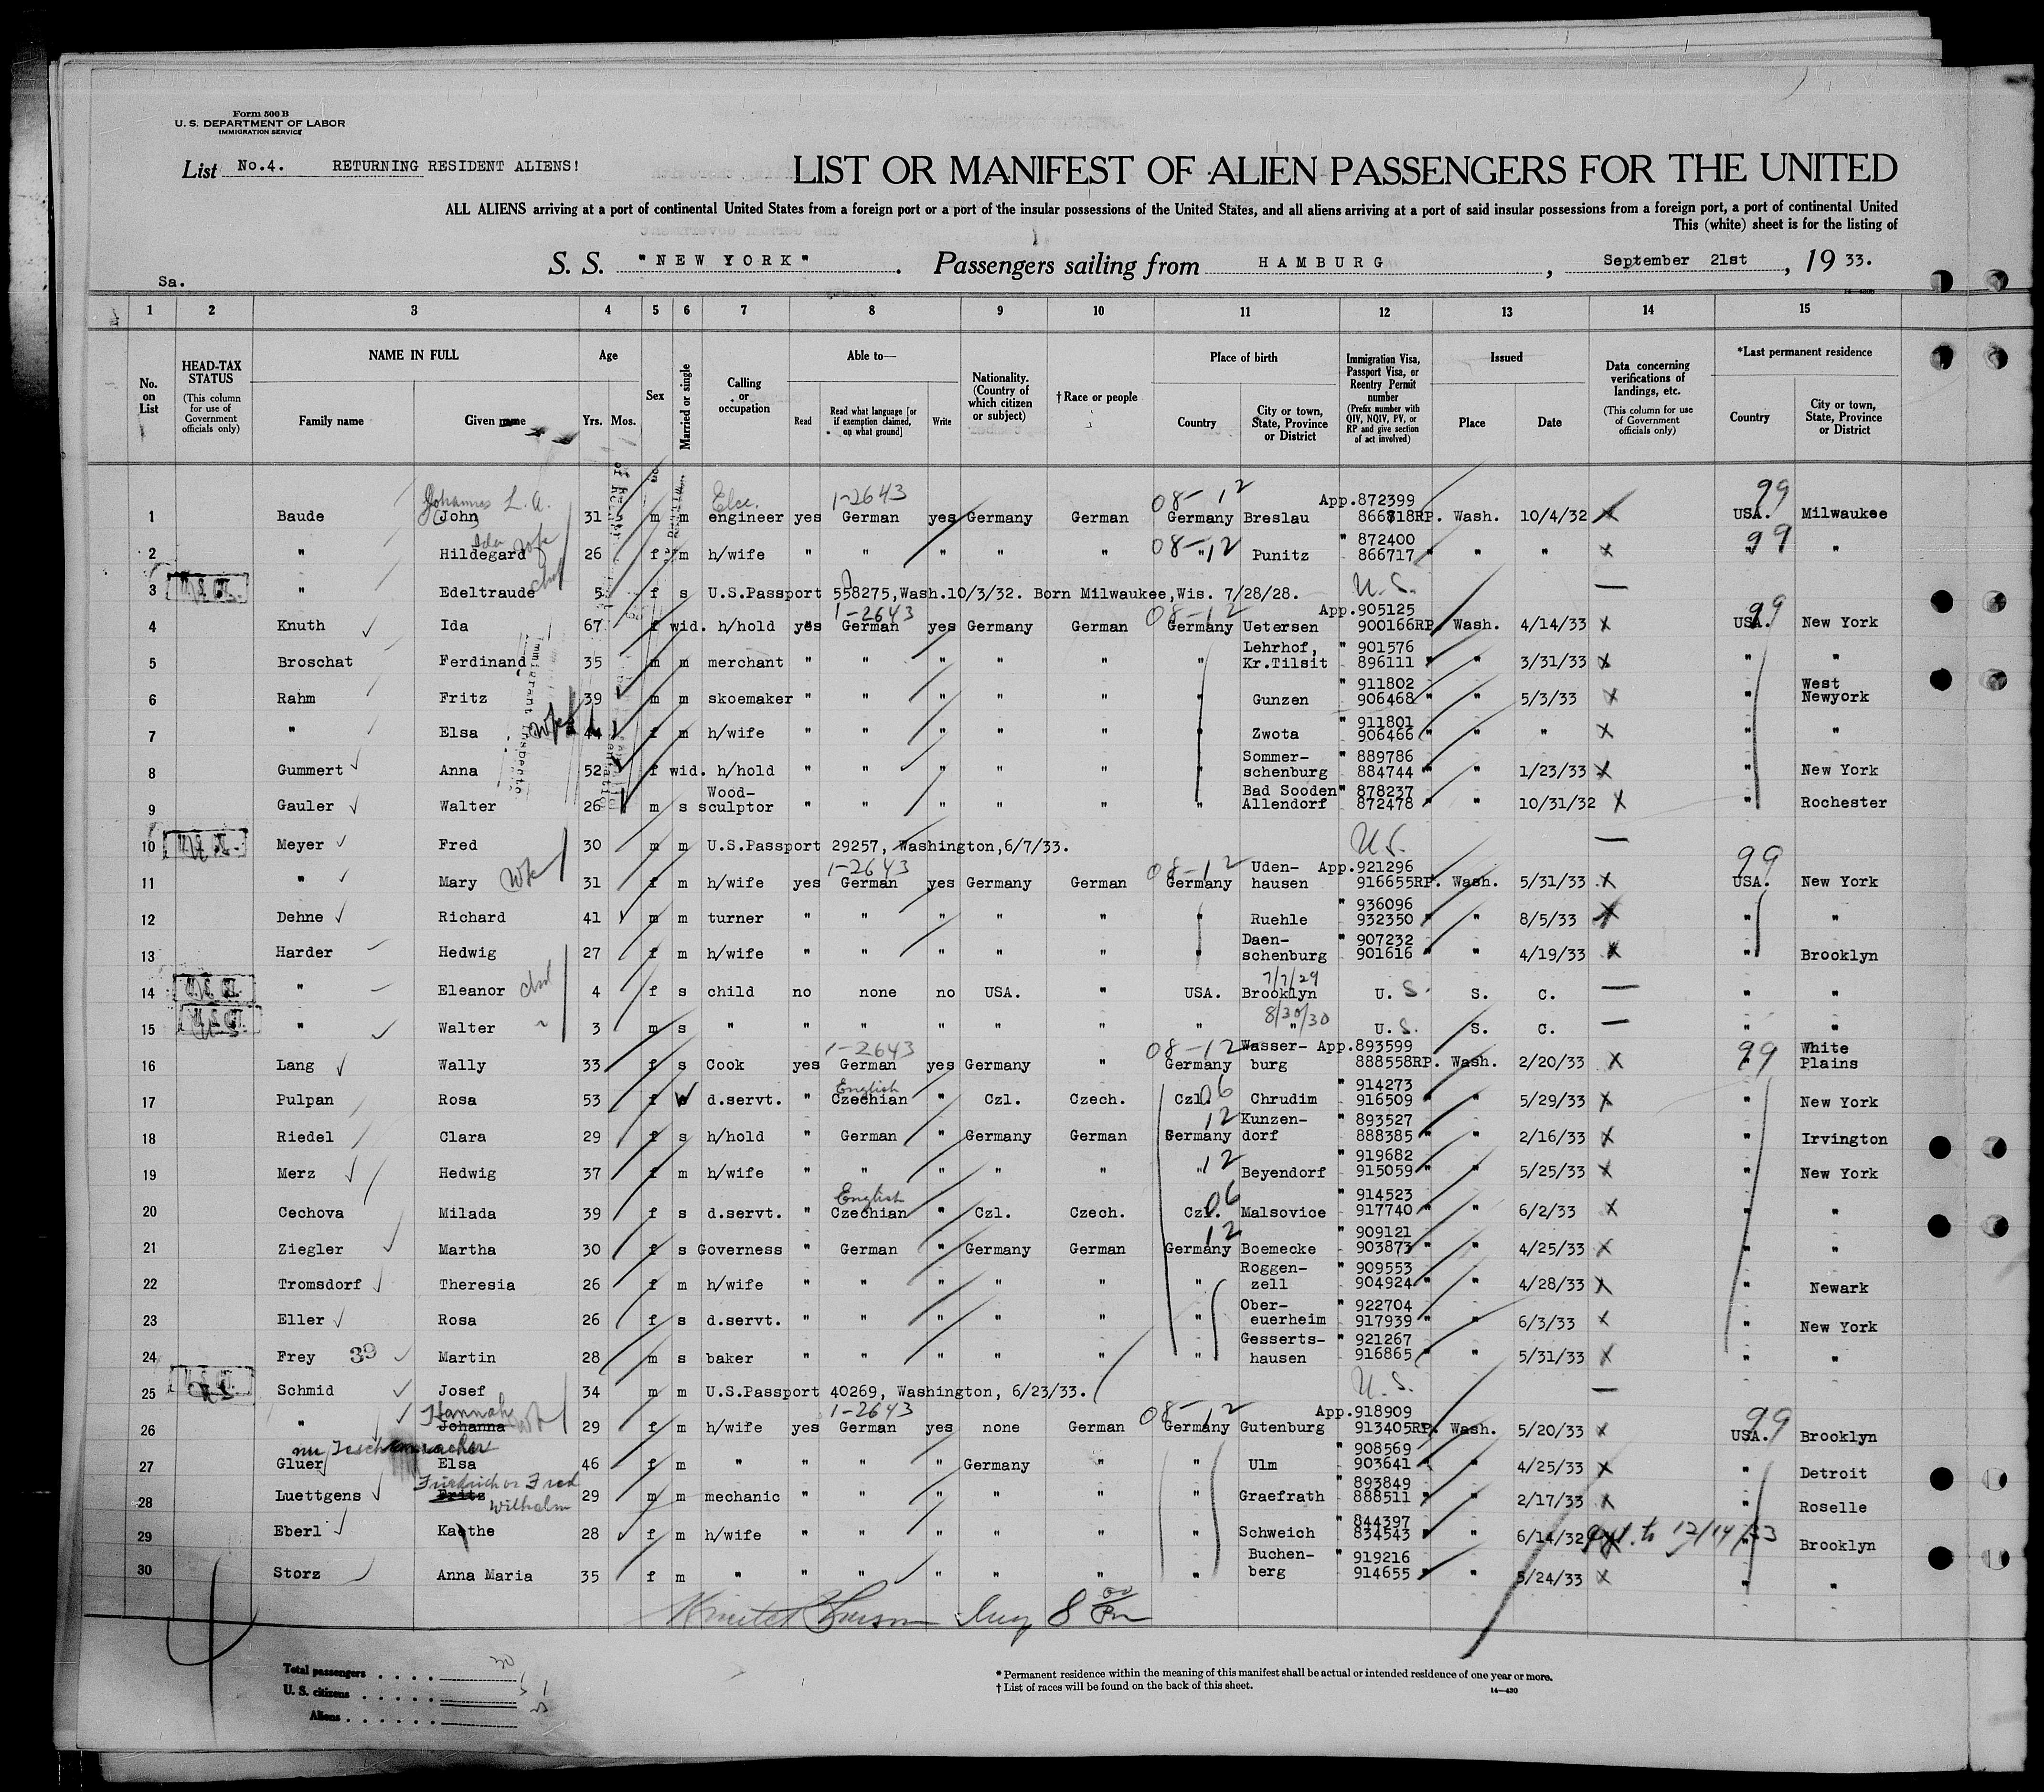 Form 500 B
U. S. DEPARTMENT OF LABOR
IMMIGRATION SERVICE
List No.4. RETURNING RESIDENT ALIENS!
LIST OR MANIFEST OF ALIEN PASSENGERS FOR THE UNITED
ALL ALIENS arriving at a port of continental United States from a foreign port or a port of the insular possessions of the United States, and all aliens arriving at a port of said insular possessions from a foreign port, a port of continental United
This (white) sheet is for the listing of
S. S. "NEW YORK". Passengers sailing from HAMBURG, September 21st, 19 33.
Sa.
1 2 3 4 5 6 7 8 9 10 11 12 13 14 15
No. on List
HEAD-TAX STATUS (This column for use of Government officials only)
NAME IN FULL Family name Given name
Age Yrs. Mos.
Sex
Married or single
Calling or occupation
Able to— Read Read what language [or if exemption claimed, on what ground] Write
Nationality. (Country of which citizen or subject)
†Race or people
Place of birth Country City or town, State, Province or District
Immigration Visa, Passport Visa, or Reentry Permit number (Prefix number with QIV, NQIV, PV, or RP and give section of act involved)
Issued Place Date
Data concerning verifications of landings, etc. (This column for use of Government officials only)
*Last permanent residence Country City or town, State, Province or District
Johannes L. A. Elec. 1-2643 08-12 App.872399 99
1 Baude John 31 m m engineer yes German yes Germany German Germany Breslau 866718RP. Wash. 10/4/32 USA. Milwaukee
Ida wfe 08-12 " 872400 99
2 " Hildegard 26 f m h/wife " " " " " " Punitz 866717 " " " " "
3 " Edeltraude chd 5 f s U.S.Passport 558275,Wash.10/3/32. Born Milwaukee,Wis. 7/28/28. U.S. —
1-2643 08-12 App.905125 99
4 Knuth Ida 67 f wid. h/hold yes German yes Germany German Germany Uetersen 900166RP. Wash. 4/14/33 USA. New York
Lehrhof, " 901576
5 Broschat Ferdinand 35 m m merchant " " " " " " Kr.Tilsit 896111 " " 3/31/33 " "
" 911802 West
6 Rahm Fritz 39 m m skoemaker " " " " " " Gunzen 906468 " " 5/3/33 " Newyork
" 911801
7 " Elsa wfe 44 f m h/wife " " " " " " Zwota 906466 " " " " "
Sommer- " 889786
8 Gummert Anna 52 f wid. h/hold " " " " " " schenburg 884744 " " 1/23/33 " New York
Wood- Bad Sooden " 878237
9 Gauler Walter 26 m s sculptor " " " " " " Allendorf 872478 " " 10/31/32 " Rochester
10 Meyer Fred 30 m m U.S.Passport 29257, Washington,6/7/33. U.S. —
1-2643 08-12 Uden- App.921296 99
11 " Mary wfe 31 f m h/wife yes German yes Germany German Germany hausen 916655RP. Wash. 5/31/33 USA. New York
" 936096
12 Dehne Richard 41 m m turner " " " " " " Ruehle 932350 " " 8/5/33 " "
Daen- " 907232
13 Harder Hedwig 27 f m h/wife " " " " " " schenburg 901616 " " 4/19/33 " Brooklyn
7/7/29
14 " Eleanor chd 4 f s child no none no USA. " USA. Brooklyn U. S. S. C. — " "
8/30/30
15 " Walter 3 m s " " " " " " " " U. S. S. C. — " "
1-2643 08-12 Wasser- App.893599 99 White
16 Lang Wally 33 f s Cook yes German yes Germany " Germany burg 888558RP. Wash. 2/20/33 " Plains
English 06 " 914273
17 Pulpan Rosa 53 f d.servt. " Czechian " Czl. Czech. Czl. Chrudim 916509 " " 5/29/33 " New York
12 Kunzen- " 893527
18 Riedel Clara 29 f s h/hold " German " Germany German Germany dorf 888385 " " 2/16/33 " Irvington
12 " 919682
19 Merz Hedwig 37 f m h/wife " " " " " " Beyendorf 915059 " " 5/25/33 " New York
English 06 " 914523
20 Cechova Milada 39 f s d.servt. " Czechian " Czl. Czech. Czl. Malsovice 917740 " " 6/2/33 " "
12 " 909121
21 Ziegler Martha 30 f s Governess " German " Germany German Germany Boemecke 903873 " " 4/25/33 " "
Roggen- " 909553
22 Tromsdorf Theresia 26 f m h/wife " " " " " " zell 904924 " " 4/28/33 " Newark
Ober- " 922704
23 Eller Rosa 26 f s d.servt. " " " " " " euerheim 917939 " " 6/3/33 " New York
Gesserts- " 921267
24 Frey 39 Martin 28 m s baker " " " " " " hausen 916865 " " 5/31/33 " "
25 Schmid Josef 34 m m U.S.Passport 40269, Washington, 6/23/33. U.S. —
Hannah 1-2643 08-12 App.918909 99
26 " Johanna wfe 29 f m h/wife yes German yes none German Germany Gutenburg 913405RP. Wash. 5/20/33 USA. Brooklyn
" 908569
27 Gluer Elsa 46 f m " " " " Germany " " Ulm 903641 " " 4/25/33 " Detroit
Friedrich or Fred " 893849
28 Luettgens Fritz Wilhelm 29 m m mechanic " " " " " " Graefrath 888511 " " 2/17/33 " Roselle
" 844397
29 Eberl Kaethe 28 f m h/wife " " " " " " Schweich 834543 " " 6/14/32 to 12/14/33 " Brooklyn
Buchen- " 919216
30 Storz Anna Maria 35 f m " " " " " " " berg 914655 " " 5/24/33 " "
Total passengers 30
U. S. citizens
Aliens
* Permanent residence within the meaning of this manifest shall be actual or intended residence of one year or more.
† List of races will be found on the back of this sheet.
14—430